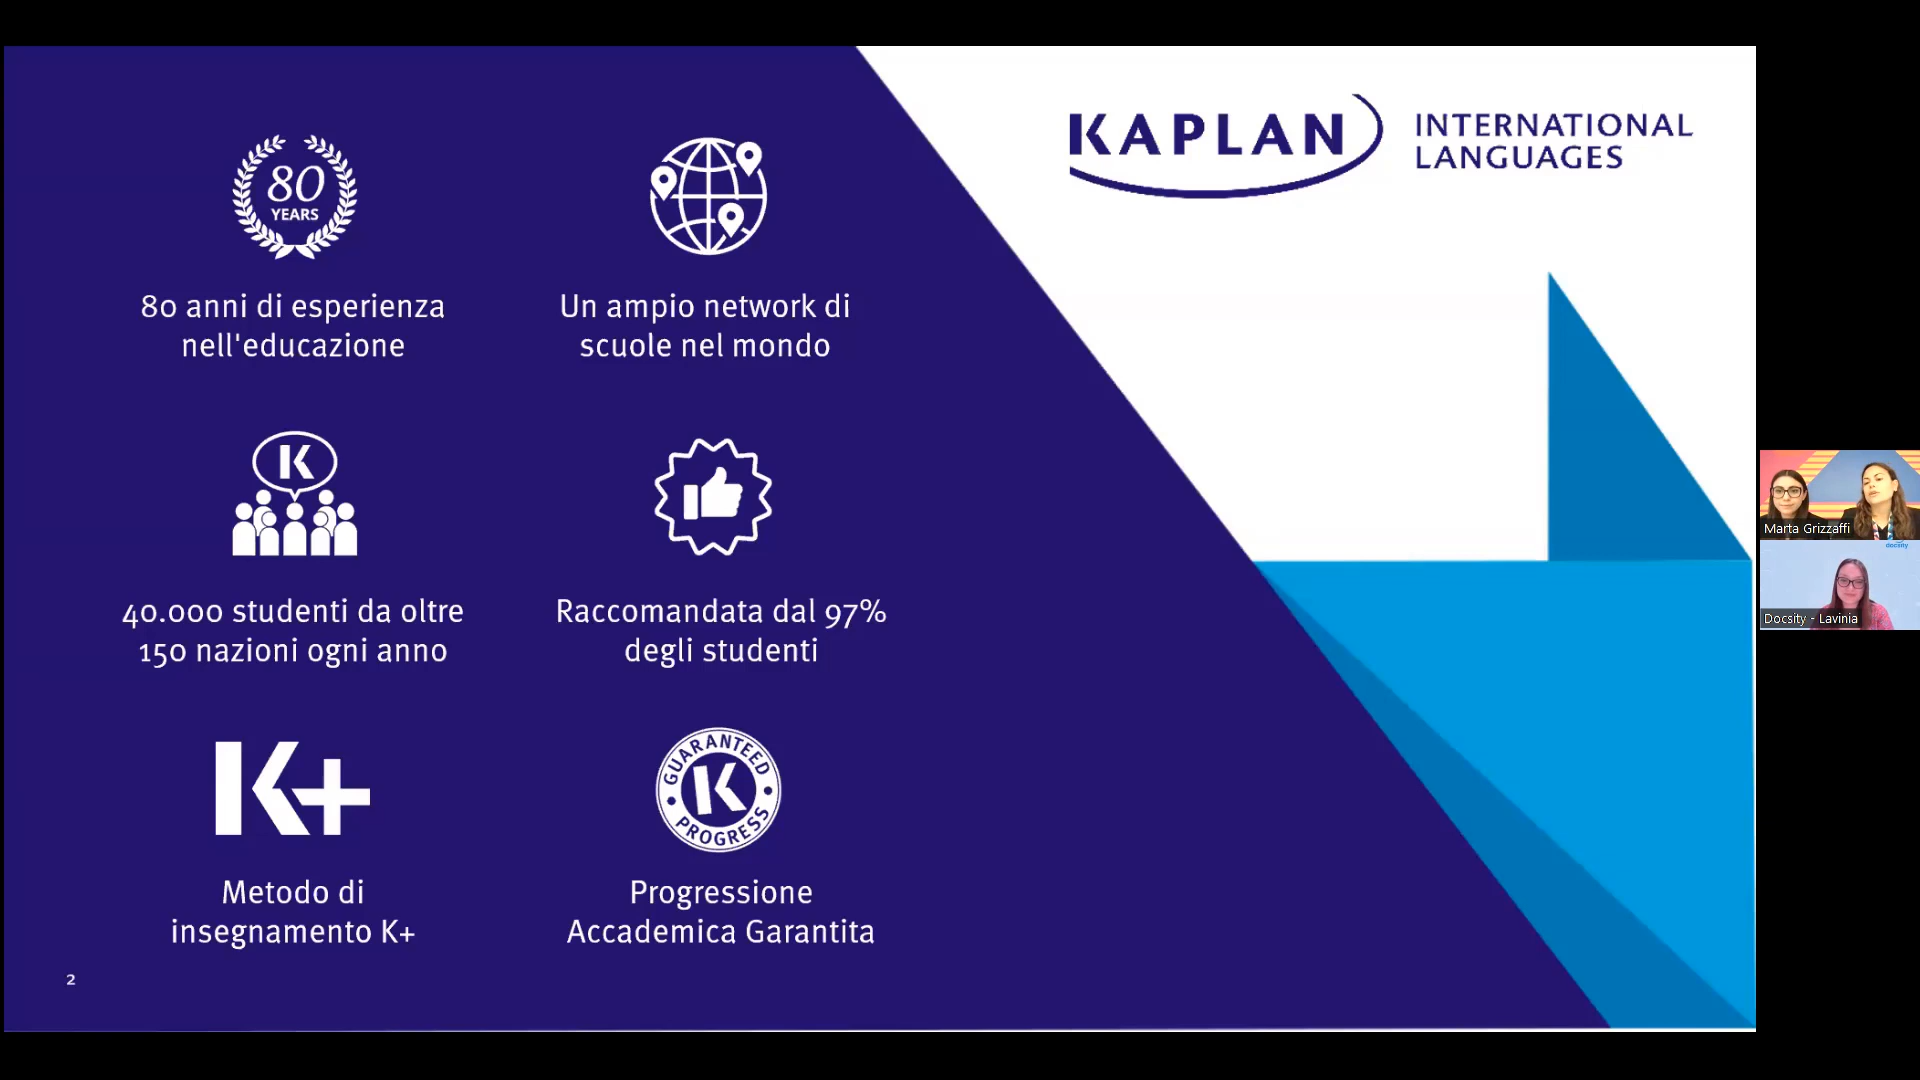 KAPLAN
INTERNATIONAL
LANGUAGES
80
YEARS
80 anni di esperienza
nell'educazione
Un ampio network di
scuole nel mondo
K
40.000 studenti da oltre
150 nazioni ogni anno
Raccomandata dal 97%
degli studenti
K+
Metodo di
insegnamento K+
GUARANTEED
K
PROGRESS
Progressione
Accademica Garantita
2
Marta Grizzaffi
docsity
Docsity - Lavinia